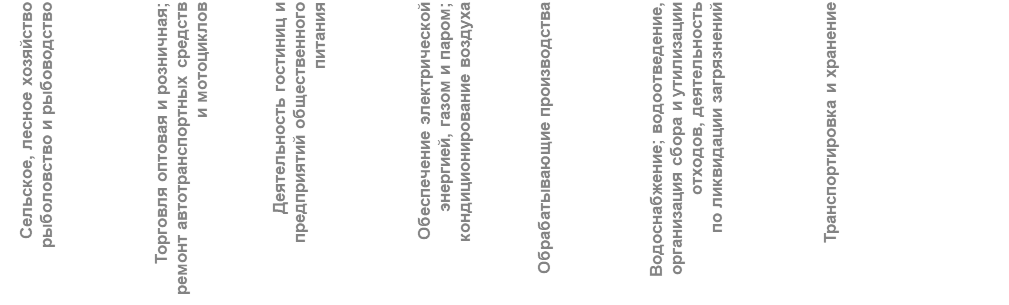 Сельское, лесное хозяйство
рыболовство и рыбоводство
Торговля оптовая и розничная;
ремонт автотранспортных средств
и мотоциклов
Деятельность гостиниц и
предприятий общественного
питания
Обеспечение электрической
энергией, газом и паром;
кондиционирование воздуха
Обрабатывающие производства
Водоснабжение; водоотведение,
организация сбора и утилизации
отходов, деятельность
по ликвидации загрязнений
Транспортировка и хранение